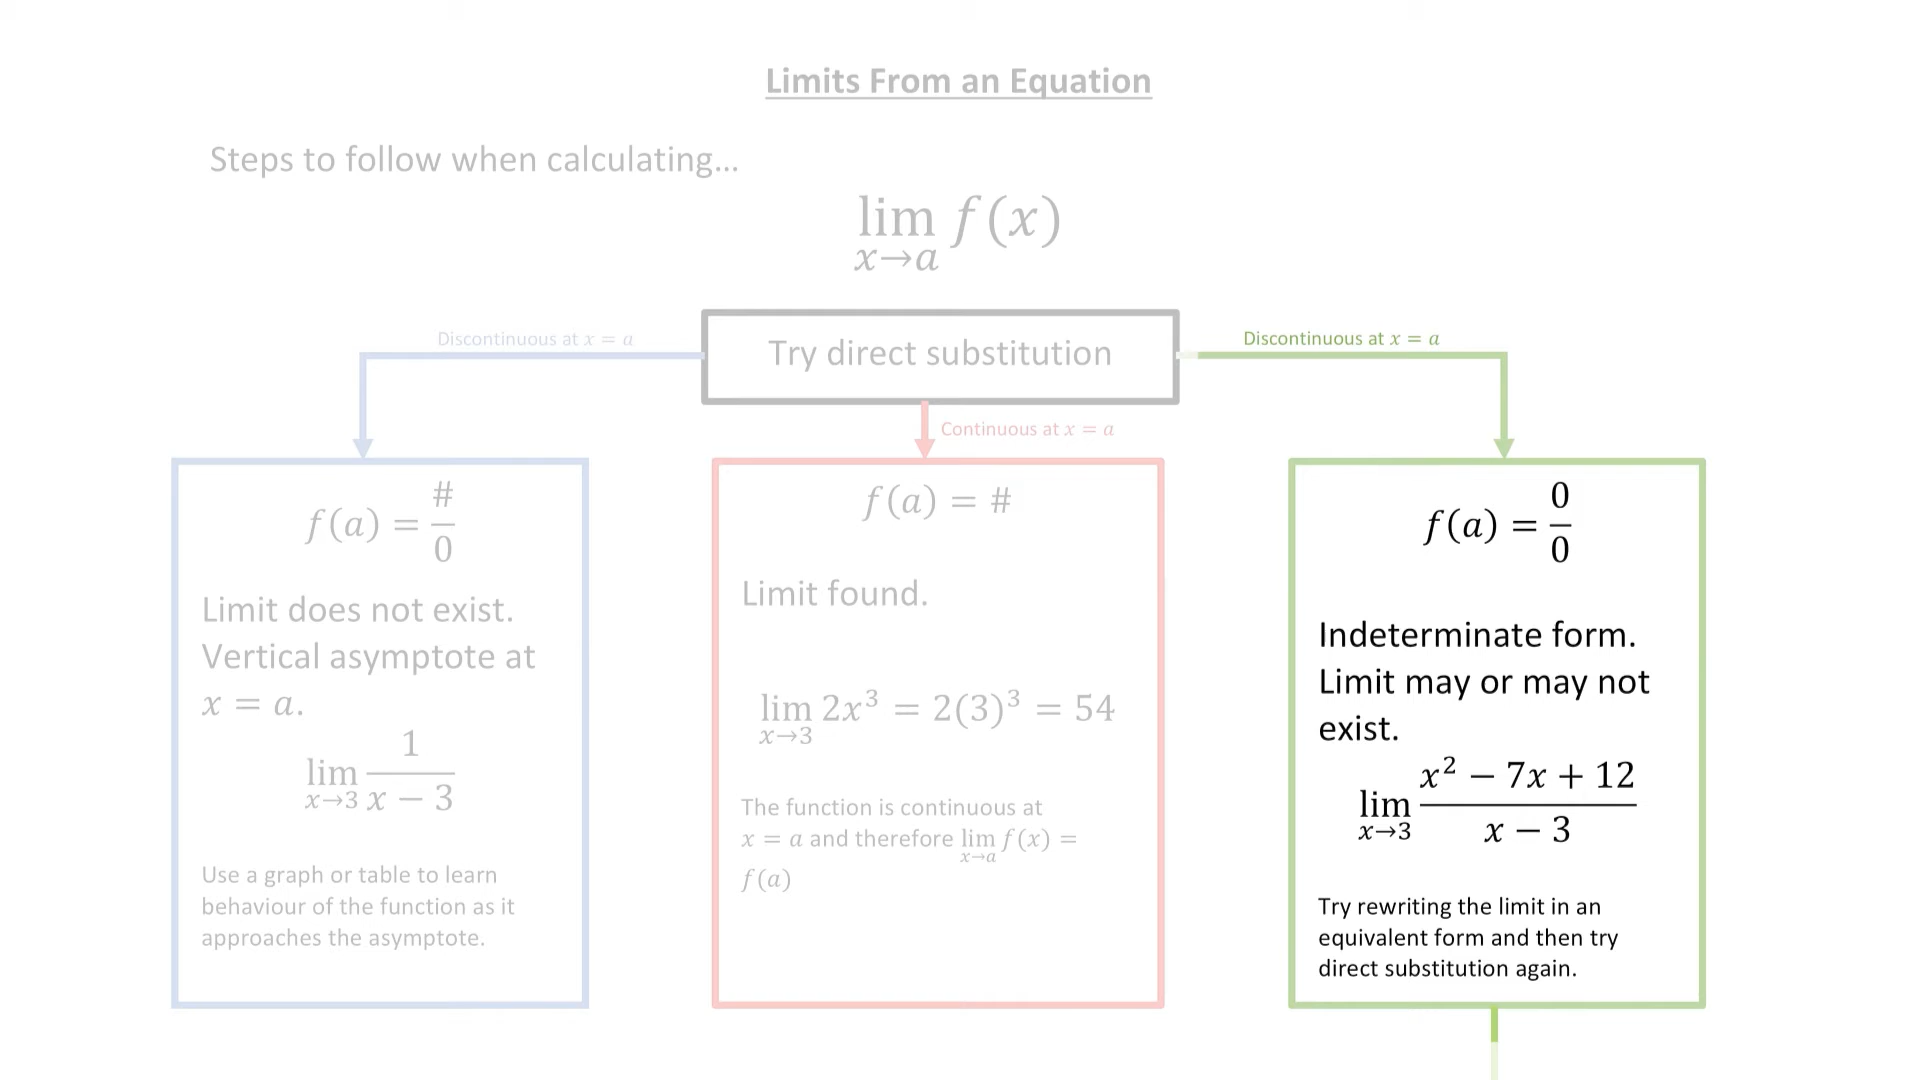 Limits From an Equation
Steps to follow when calculating...
lim x→a f(x)
Discontinuous at x = a
Try direct substitution
Discontinuous at x = a
Continuous at x = a
f(a) = #/0
Limit does not exist.
Vertical asymptote at
x = a.
lim x→3 1/(x − 3)
Use a graph or table to learn
behaviour of the function as it
approaches the asymptote.
f(a) = #
Limit found.
lim x→3 2x³ = 2(3)³ = 54
The function is continuous at
x = a and therefore lim x→a f(x) =
f(a)
f(a) = 0/0
Indeterminate form.
Limit may or may not
exist.
lim x→3 (x² − 7x + 12)/(x − 3)
Try rewriting the limit in an
equivalent form and then try
direct substitution again.